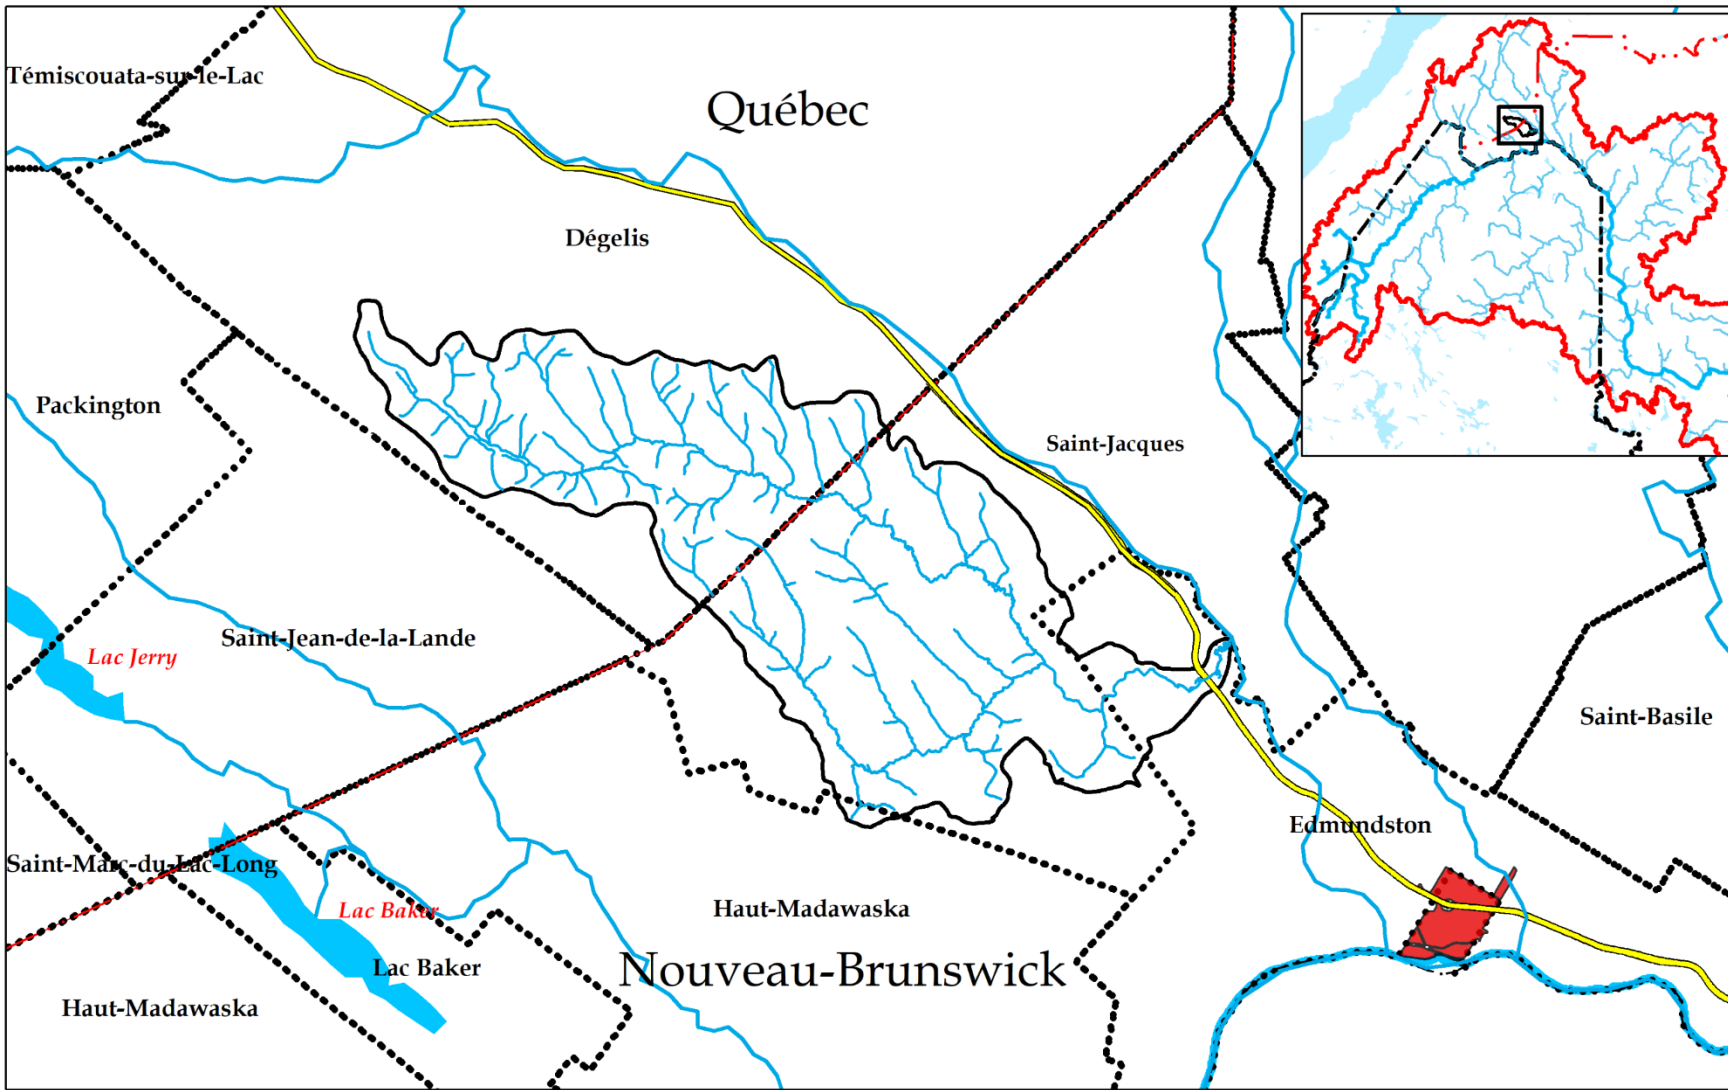 Témiscouata-sur-le-Lac
Québec
Dégelis
Packington
Saint-Jacques
Saint-Jean-de-la-Lande
Lac Jerry
Saint-Basile
Edmundston
Saint-Marc-du-Lac-Long
Lac Baker
Haut-Madawaska
Lac Baker
Nouveau-Brunswick
Haut-Madawaska